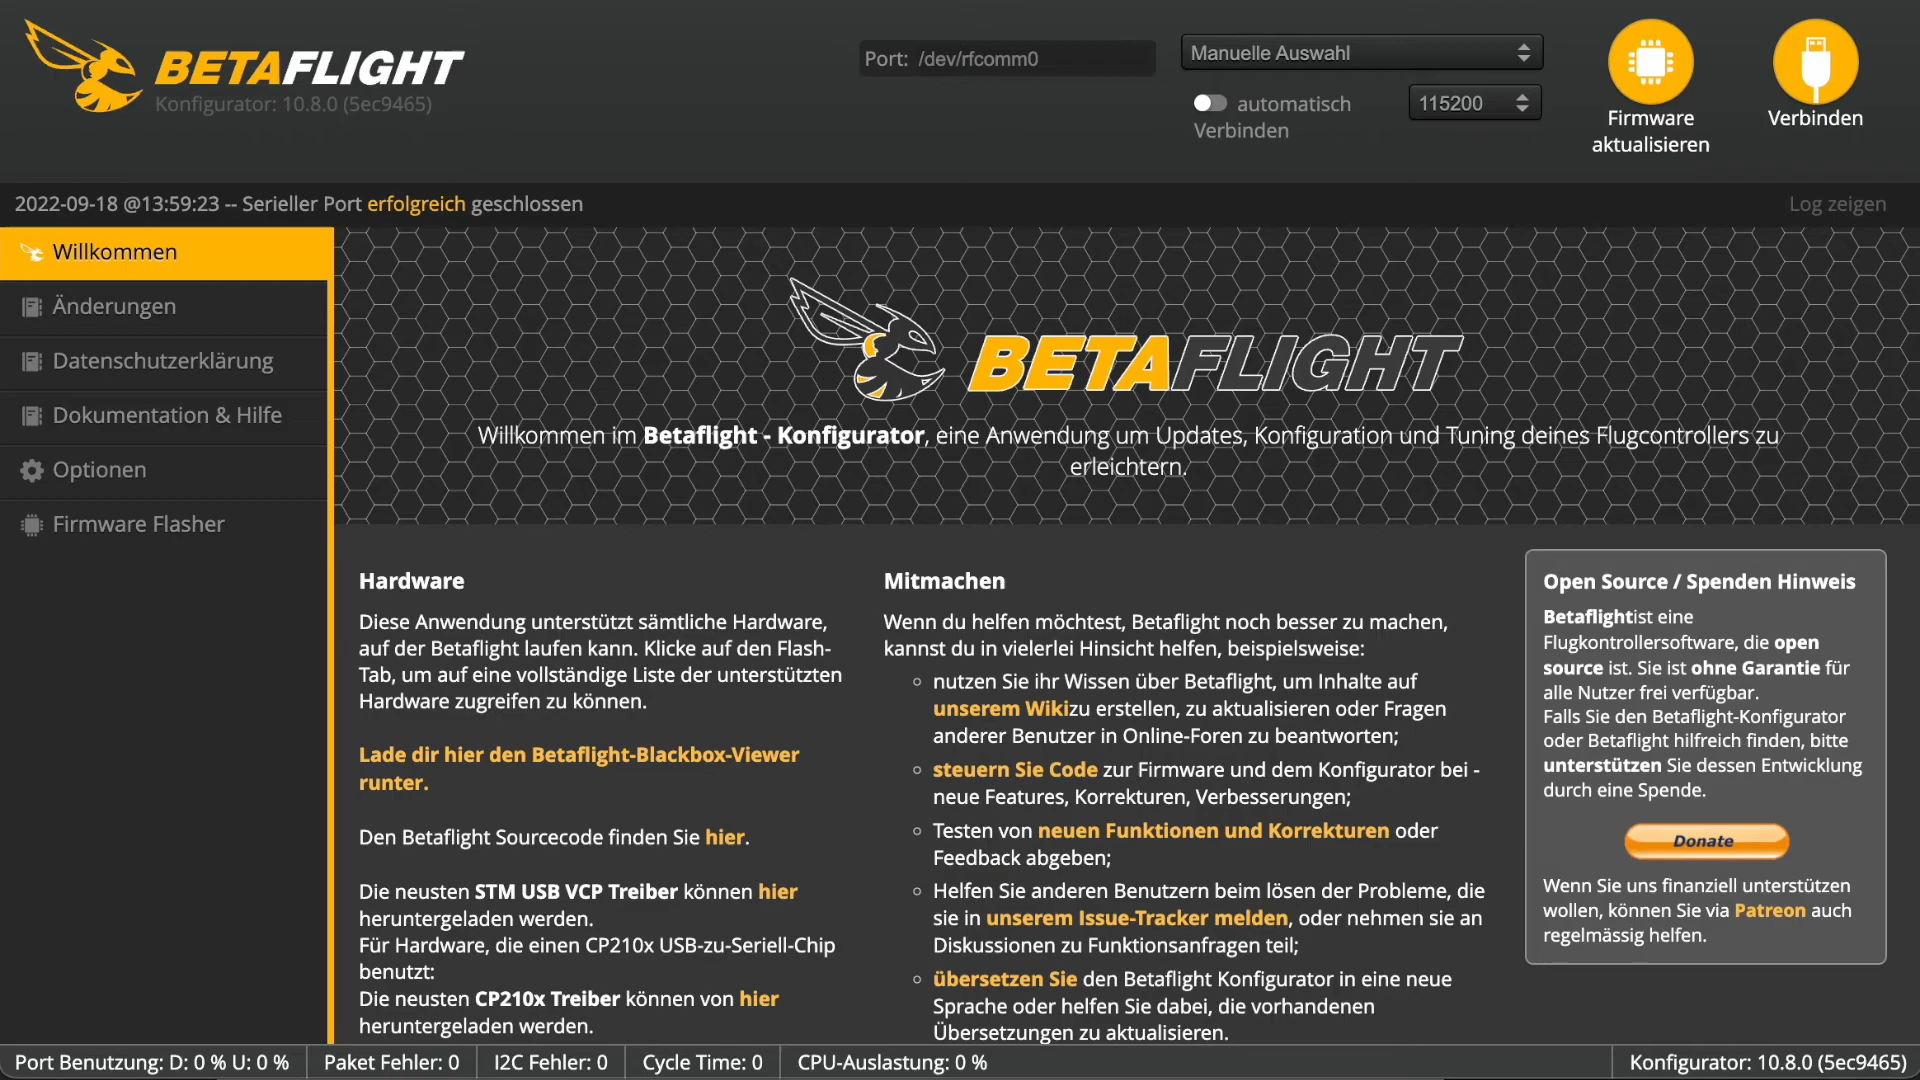 BETAFLIGHT
Konfigurator: 10.8.0 (5ec9465)
Port: /dev/rfcomm0
Manuelle Auswahl
automatisch
Verbinden
115200
Firmware
aktualisieren
Verbinden
2022-09-18 @13:59:23 -- Serieller Port erfolgreich geschlossen
Log zeigen
Willkommen
Änderungen
Datenschutzerklärung
Dokumentation & Hilfe
Optionen
Firmware Flasher
BETAFLIGHT
Willkommen im Betaflight - Konfigurator, eine Anwendung um Updates, Konfiguration und Tuning deines Flugcontrollers zu
erleichtern.
Hardware
Diese Anwendung unterstützt sämtliche Hardware,
auf der Betaflight laufen kann. Klicke auf den Flash-
Tab, um auf eine vollständige Liste der unterstützten
Hardware zugreifen zu können.
Lade dir hier den Betaflight-Blackbox-Viewer
runter.
Den Betaflight Sourcecode finden Sie hier.
Die neusten STM USB VCP Treiber können hier
heruntergeladen werden.
Für Hardware, die einen CP210x USB-zu-Seriell-Chip
benutzt:
Die neusten CP210x Treiber können von hier
heruntergeladen werden.
Mitmachen
Wenn du helfen möchtest, Betaflight noch besser zu machen,
kannst du in vielerlei Hinsicht helfen, beispielsweise:
nutzen Sie ihr Wissen über Betaflight, um Inhalte auf
unserem Wikizu erstellen, zu aktualisieren oder Fragen
anderer Benutzer in Online-Foren zu beantworten;
steuern Sie Code zur Firmware und dem Konfigurator bei -
neue Features, Korrekturen, Verbesserungen;
Testen von neuen Funktionen und Korrekturen oder
Feedback abgeben;
Helfen Sie anderen Benutzern beim lösen der Probleme, die
sie in unserem Issue-Tracker melden, oder nehmen sie an
Diskussionen zu Funktionsanfragen teil;
übersetzen Sie den Betaflight Konfigurator in eine neue
Sprache oder helfen Sie dabei, die vorhandenen
Übersetzungen zu aktualisieren.
Open Source / Spenden Hinweis
Betaflightist eine
Flugkontrollersoftware, die open
source ist. Sie ist ohne Garantie für
alle Nutzer frei verfügbar.
Falls Sie den Betaflight-Konfigurator
oder Betaflight hilfreich finden, bitte
unterstützen Sie dessen Entwicklung
durch eine Spende.
Donate
Wenn Sie uns finanziell unterstützen
wollen, können Sie via Patreon auch
regelmässig helfen.
Port Benutzung: D: 0 % U: 0 %
Paket Fehler: 0
I2C Fehler: 0
Cycle Time: 0
CPU-Auslastung: 0 %
Konfigurator: 10.8.0 (5ec9465)